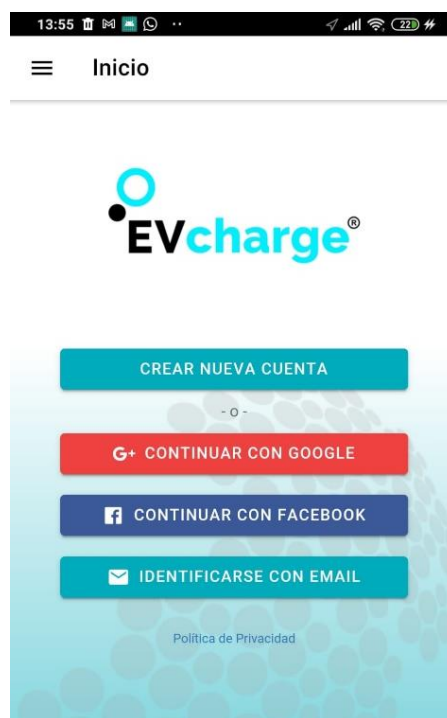 13:55
22
Inicio
EVcharge®
CREAR NUEVA CUENTA
- o -
G+ CONTINUAR CON GOOGLE
f CONTINUAR CON FACEBOOK
IDENTIFICARSE CON EMAIL
Política de Privacidad